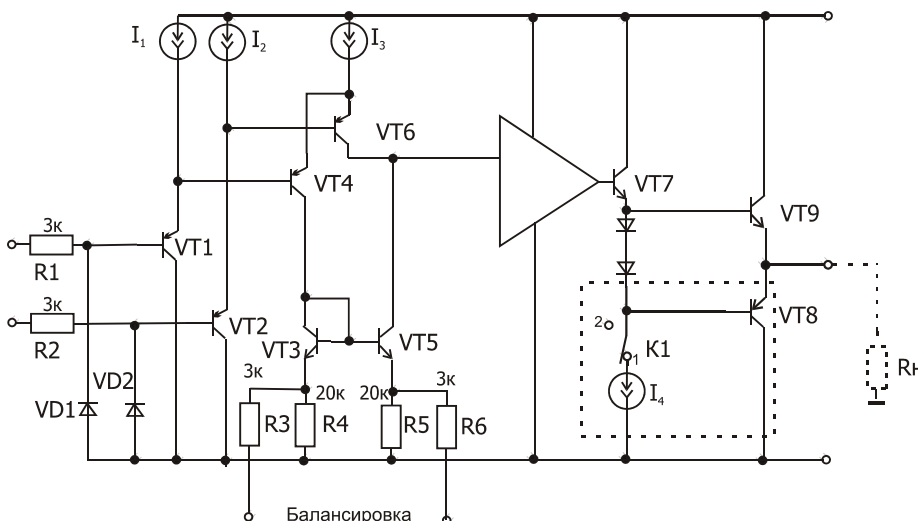 I₁
I₂
I₃
VT6
VT4
VT7
VT9
3к
VT1
R1
3к
R2
VT2
VT3
VT5
VT8
2
1
K1
Rн
VD2
VD1
3к
20к
20к
3к
I₄
R3
R4
R5
R6
Балансировка